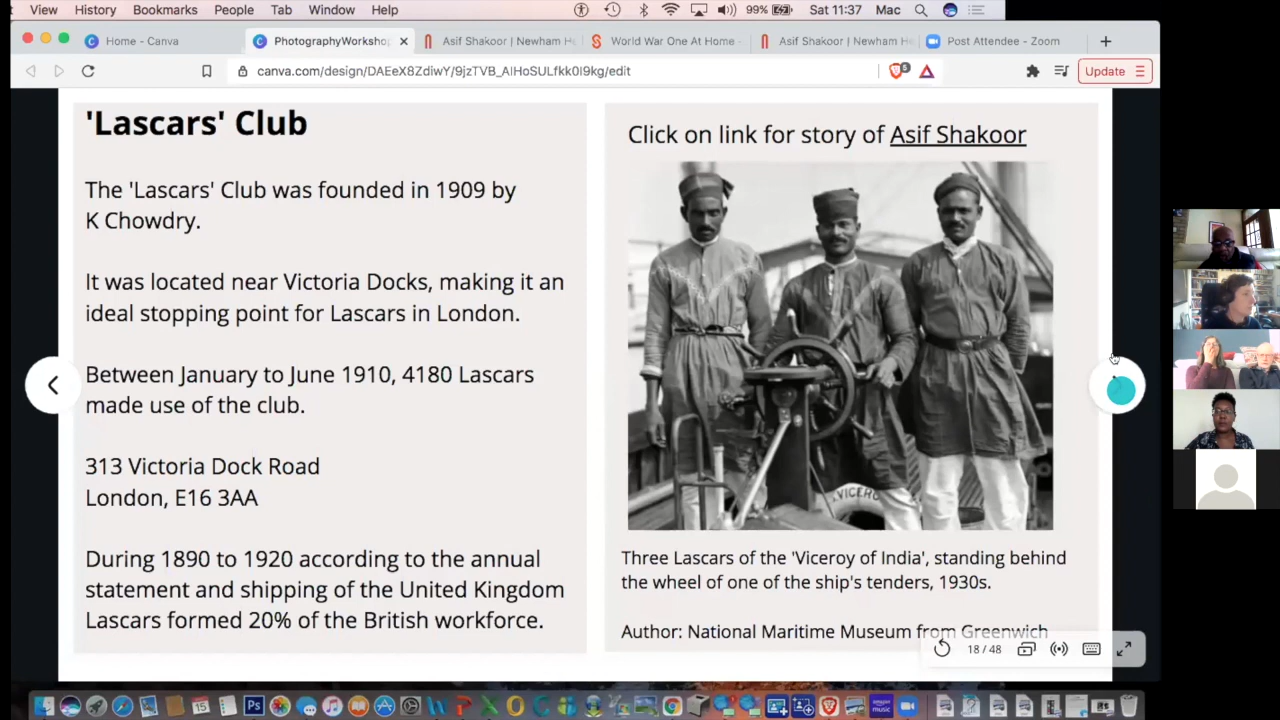 View History Bookmarks People Tab Window Help 99% Sat 11:37 Mac
Home - Canva PhotographyWorksho Asif Shakoor | Newham H World War One At Home - Asif Shakoor | Newham He Post Attendee - Zoom
canva.com/design/DAEeX8ZdiwY/9jzTVB_AIHoSULfkk0I9kg/edit 5 Update
'Lascars' Club
The 'Lascars' Club was founded in 1909 by
K Chowdry.
It was located near Victoria Docks, making it an
ideal stopping point for Lascars in London.
Between January to June 1910, 4180 Lascars
made use of the club.
313 Victoria Dock Road
London, E16 3AA
During 1890 to 1920 according to the annual
statement and shipping of the United Kingdom
Lascars formed 20% of the British workforce.
Click on link for story of Asif Shakoor
VICERO
Three Lascars of the 'Viceroy of India', standing behind
the wheel of one of the ship's tenders, 1930s.
Author: National Maritime Museum from Greenwich
18 / 48